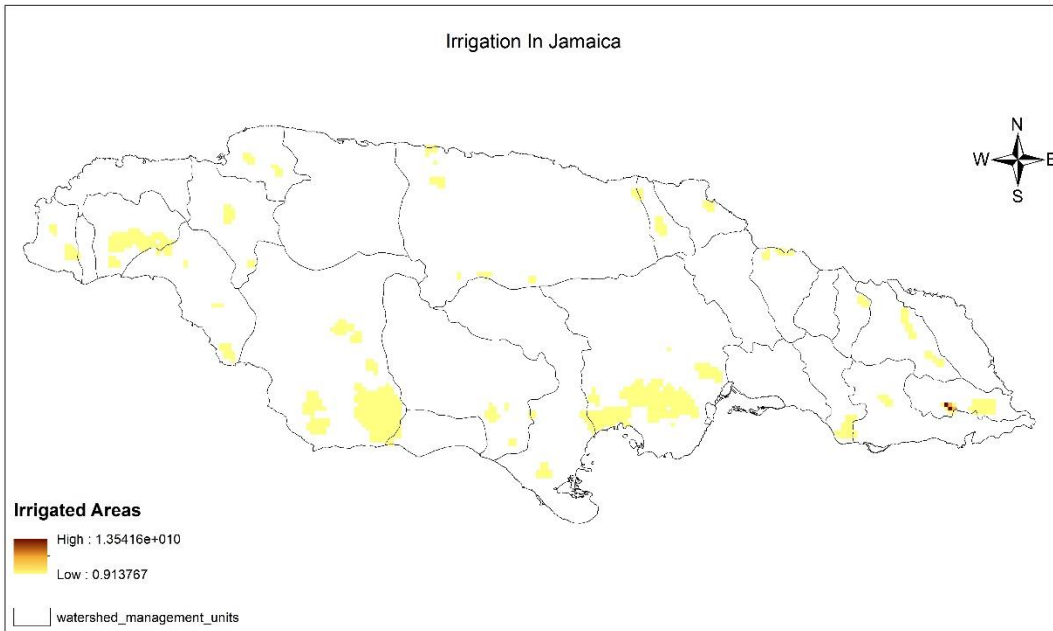 Irrigation In Jamaica
N
W E
S
Irrigated Areas
High : 1.35416e+010
Low : 0.913767
watershed_management_units